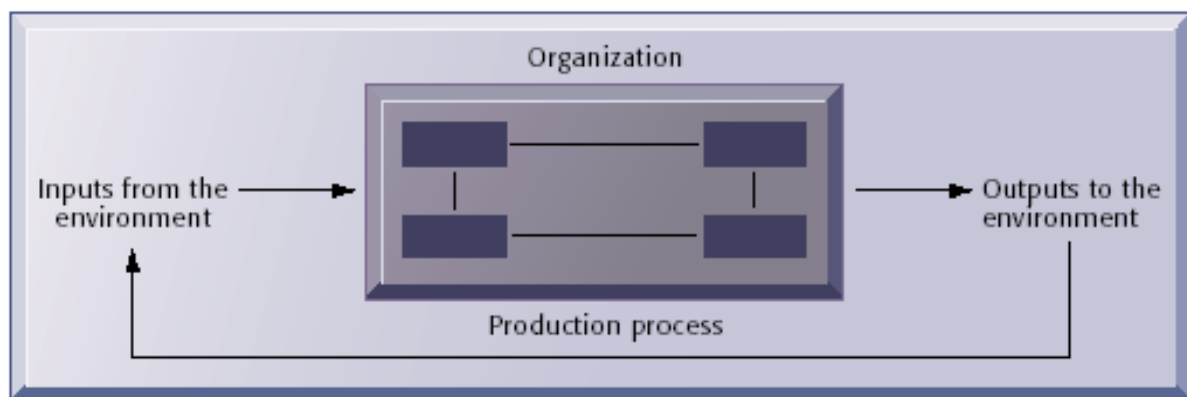 Organization
Inputs from the
environment
Outputs to the
environment
Production process